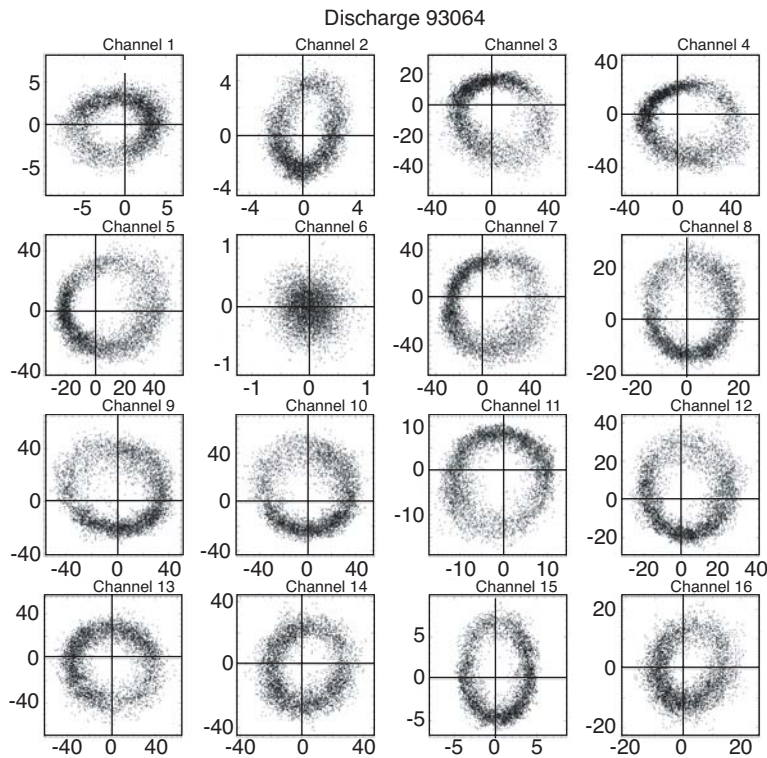 Discharge 93064
Channel 1 Channel 2 Channel 3 Channel 4
5 0 -5 4 0 -4 20 0 -20 -40 40 0 -40
-5 0 5 -4 0 4 -40 0 40 -40 0 40
Channel 5 Channel 6 Channel 7 Channel 8
40 0 -40 1 0 -1 40 0 -40 20 0 -20
-20 0 20 40 -1 0 1 -40 0 40 -20 0 20
Channel 9 Channel 10 Channel 11 Channel 12
40 0 -40 40 0 -40 10 0 -10 40 20 0 -20
-40 0 40 -40 0 40 -10 0 10 -20 0 20 40
Channel 13 Channel 14 Channel 15 Channel 16
40 0 -40 40 0 -40 5 0 -5 20 0 -20
-40 0 40 -40 0 40 -5 0 5 -20 0 20